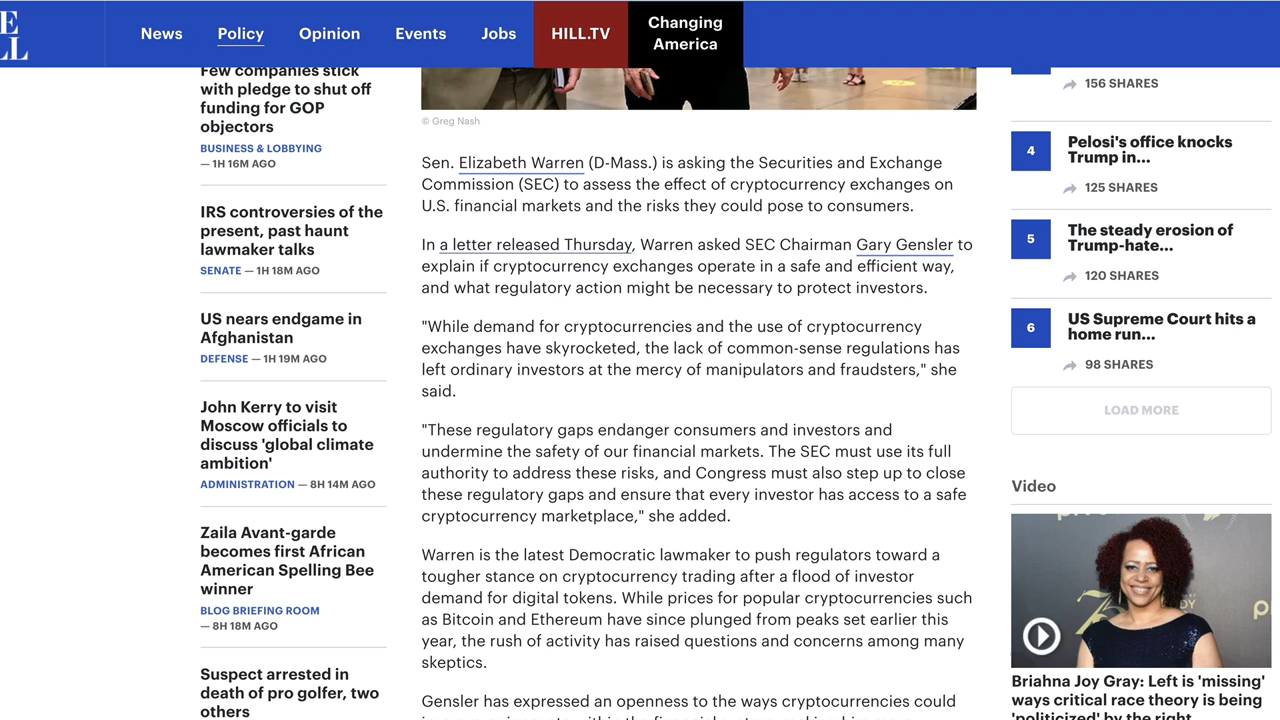 E
LL
News
Policy
Opinion
Events
Jobs
HILL.TV
Changing
America
Few companies stick
with pledge to shut off
funding for GOP
objectors
BUSINESS & LOBBYING
— 1H 16M AGO
IRS controversies of the
present, past haunt
lawmaker talks
SENATE — 1H 18M AGO
US nears endgame in
Afghanistan
DEFENSE — 1H 19M AGO
John Kerry to visit
Moscow officials to
discuss 'global climate
ambition'
ADMINISTRATION — 8H 14M AGO
Zaila Avant-garde
becomes first African
American Spelling Bee
winner
BLOG BRIEFING ROOM
— 8H 18M AGO
Suspect arrested in
death of pro golfer, two
others
© Greg Nash
Sen. Elizabeth Warren (D-Mass.) is asking the Securities and Exchange
Commission (SEC) to assess the effect of cryptocurrency exchanges on
U.S. financial markets and the risks they could pose to consumers.
In a letter released Thursday, Warren asked SEC Chairman Gary Gensler to
explain if cryptocurrency exchanges operate in a safe and efficient way,
and what regulatory action might be necessary to protect investors.
"While demand for cryptocurrencies and the use of cryptocurrency
exchanges have skyrocketed, the lack of common-sense regulations has
left ordinary investors at the mercy of manipulators and fraudsters," she
said.
"These regulatory gaps endanger consumers and investors and
undermine the safety of our financial markets. The SEC must use its full
authority to address these risks, and Congress must also step up to close
these regulatory gaps and ensure that every investor has access to a safe
cryptocurrency marketplace," she added.
Warren is the latest Democratic lawmaker to push regulators toward a
tougher stance on cryptocurrency trading after a flood of investor
demand for digital tokens. While prices for popular cryptocurrencies such
as Bitcoin and Ethereum have since plunged from peaks set earlier this
year, the rush of activity has raised questions and concerns among many
skeptics.
Gensler has expressed an openness to the ways cryptocurrencies could
156 SHARES
4
Pelosi's office knocks
Trump in...
125 SHARES
5
The steady erosion of
Trump-hate...
120 SHARES
6
US Supreme Court hits a
home run...
98 SHARES
LOAD MORE
Video
Briahna Joy Gray: Left is 'missing'
ways critical race theory is being
'politicized' by the right